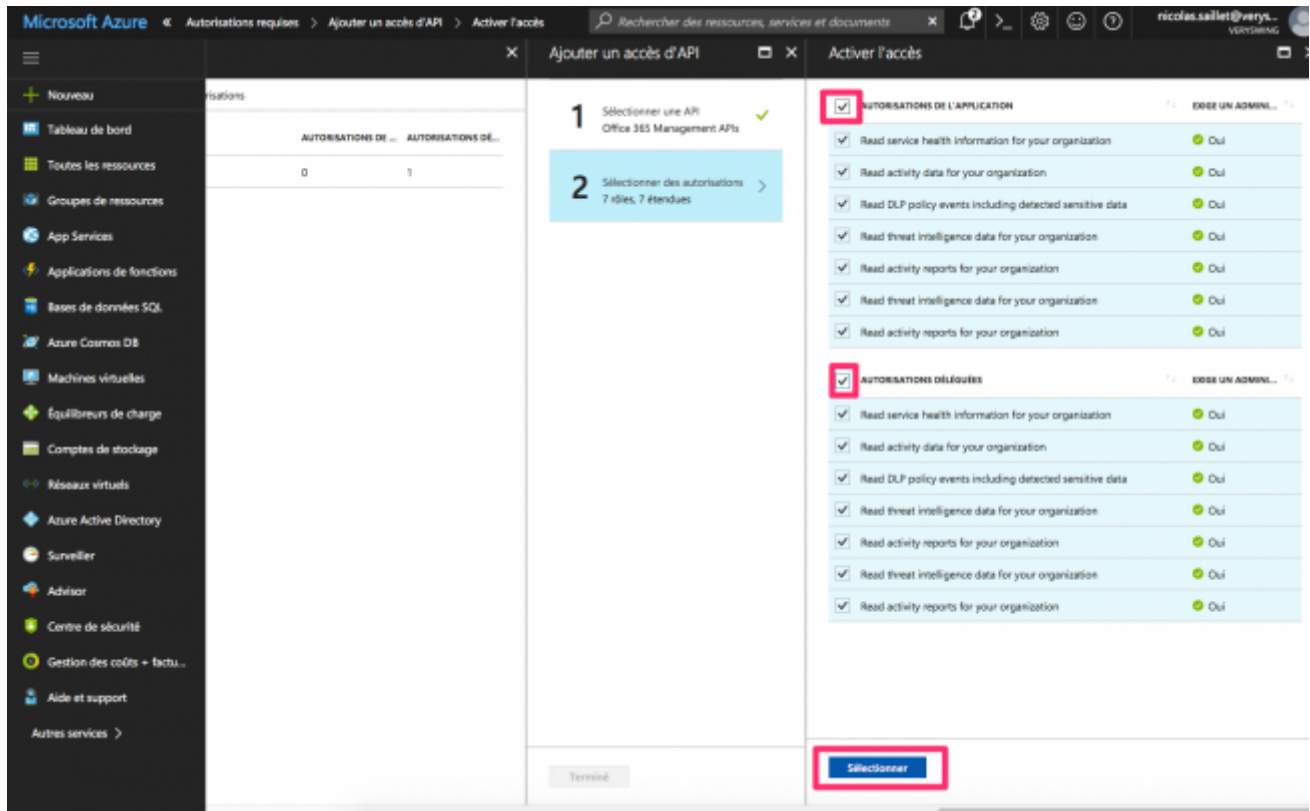 Microsoft Azure « Autorisations requises > Ajouter un accès d'API > Activer l'accès
Rechercher des ressources, services et documents
2
nicolas.saillet@verys...
VERYSWING
Nouveau
Tableau de bord
Toutes les ressources
Groupes de ressources
App Services
Applications de fonctions
Bases de données SQL
Azure Cosmos DB
Machines virtuelles
Équilibreurs de charge
Comptes de stockage
Réseaux virtuels
Azure Active Directory
Surveiller
Advisor
Centre de sécurité
Gestion des coûts + factu...
Aide et support
Autres services >
risations
AUTORISATIONS DE ... AUTORISATIONS DÉ...
0 1
Ajouter un accès d'API
1 Sélectionner une API
Office 365 Management APIs
2 Sélectionner des autorisations
7 rôles, 7 étendues
Terminé
Activer l'accès
AUTORISATIONS DE L'APPLICATION EXIGE UN ADMINI...
Read service health information for your organization Oui
Read activity data for your organization Oui
Read DLP policy events including detected sensitive data Oui
Read threat intelligence data for your organization Oui
Read activity reports for your organization Oui
Read threat intelligence data for your organization Oui
Read activity reports for your organization Oui
AUTORISATIONS DÉLÉGUÉES EXIGE UN ADMINI...
Read service health information for your organization Oui
Read activity data for your organization Oui
Read DLP policy events including detected sensitive data Oui
Read threat intelligence data for your organization Oui
Read activity reports for your organization Oui
Read threat intelligence data for your organization Oui
Read activity reports for your organization Oui
Sélectionner